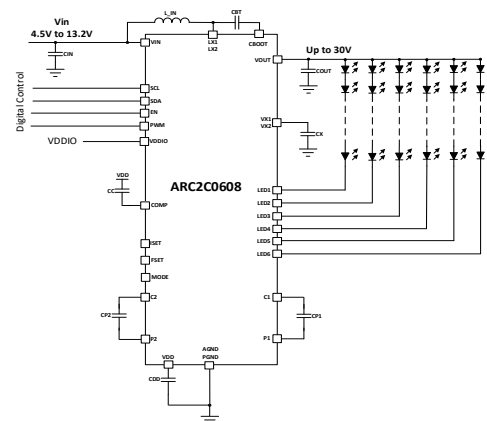 Vin
4.5V to 13.2V
L_IN
CBT
CIN
VIN
LX1
LX2
CBOOT
VOUT
Up to 30V
COUT
Digital Control
SCL
SDA
EN
PWM
VDDIO
VDDIO
VX1
VX2
CX
ARC2C0608
VDD
CC
COMP
LED1
LED2
LED3
LED4
LED5
LED6
ISET
FSET
MODE
C2
CP2
P2
C1
CP1
P1
VDD
AGND
PGND
CDD